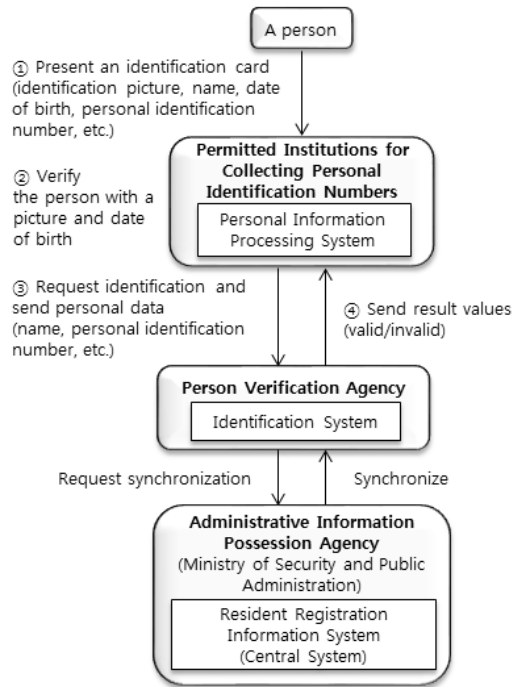 A person
① Present an identification card
(identification picture, name, date
of birth, personal identification
number, etc.)
Permitted Institutions for
Collecting Personal
Identification Numbers
Personal Information
Processing System
② Verify
the person with a
picture and date
of birth
③ Request identification and
send personal data
(name, personal identification
number, etc.)
④ Send result values
(valid/invalid)
Person Verification Agency
Identification System
Request synchronization
Synchronize
Administrative Information
Possession Agency
(Ministry of Security and Public
Administration)
Resident Registration
Information System
(Central System)